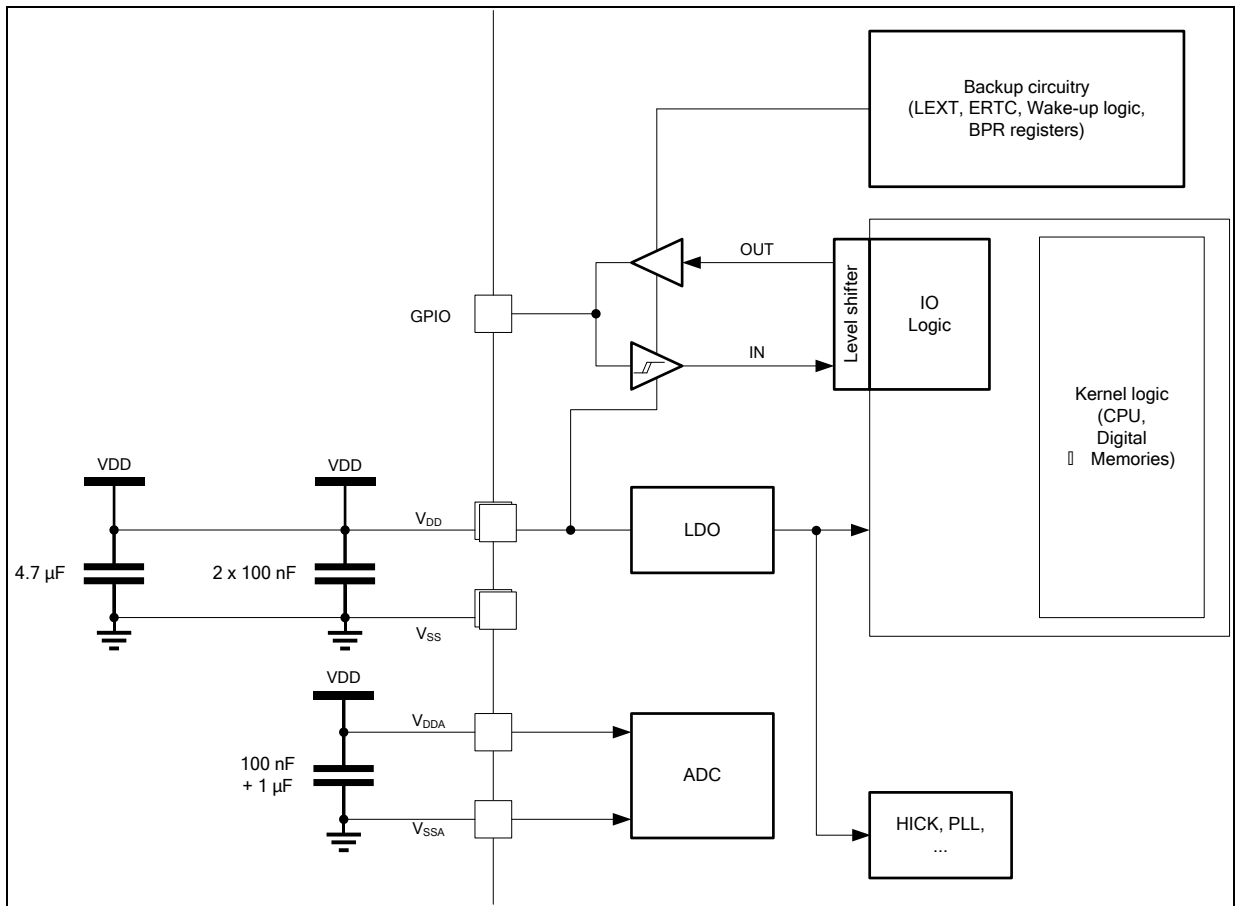 Backup circuitry
(LEXT, ERTC, Wake-up logic,
BPR registers)
OUT
Level shifter
IO
Logic
GPIO
IN
Kernel logic
(CPU,
Digital
▯ Memories)
VDD
VDD
VDD
LDO
4.7 µF
2 x 100 nF
VSS
VDD
VDDA
100 nF
+ 1 µF
ADC
VSSA
HICK, PLL,
...